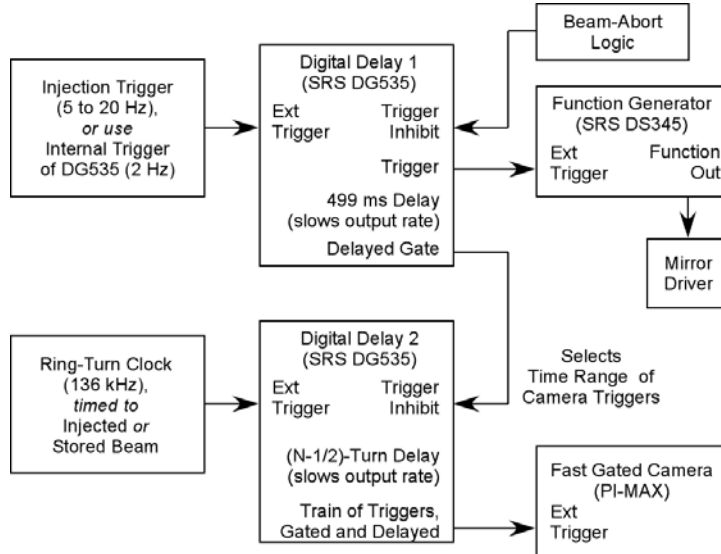 Injection Trigger
(5 to 20 Hz),
or use
Internal Trigger
of DG535 (2 Hz)
Digital Delay 1
(SRS DG535)
Ext
Trigger
Trigger
Inhibit
Trigger
499 ms Delay
(slows output rate)
Delayed Gate
Beam-Abort
Logic
Function Generator
(SRS DS345)
Ext
Trigger
Function
Out
Mirror
Driver
Ring-Turn Clock
(136 kHz),
timed to
Injected or
Stored Beam
Digital Delay 2
(SRS DG535)
Ext
Trigger
Trigger
Inhibit
(N-1/2)-Turn Delay
(slows output rate)
Train of Triggers,
Gated and Delayed
Selects
Time Range of
Camera Triggers
Fast Gated Camera
(PI-MAX)
Ext
Trigger